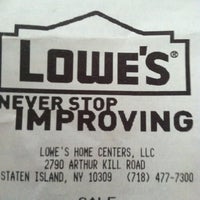 LOWE'S®
NEVER STOP
IMPROVING
LOWE'S HOME CENTERS, LLC
2790 ARTHUR KILL ROAD
STATEN ISLAND, NY 10309 (718) 477-7300
SALE